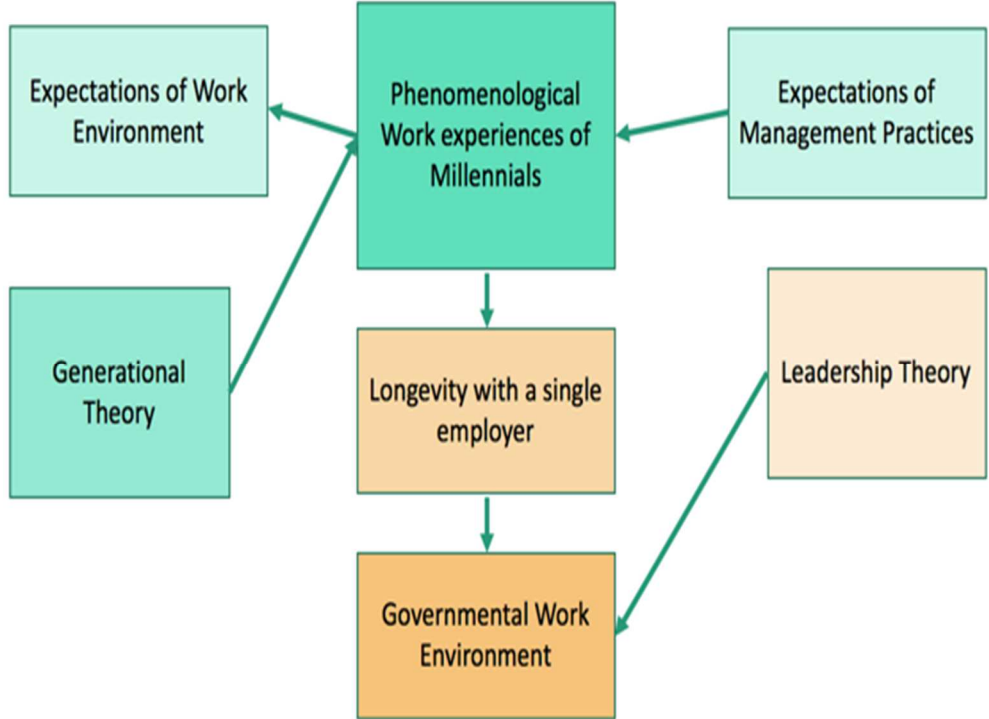 Expectations of Work
Environment
Phenomenological
Work experiences of
Millennials
Expectations of
Management Practices
Generational
Theory
Longevity with a single
employer
Leadership Theory
Governmental Work
Environment